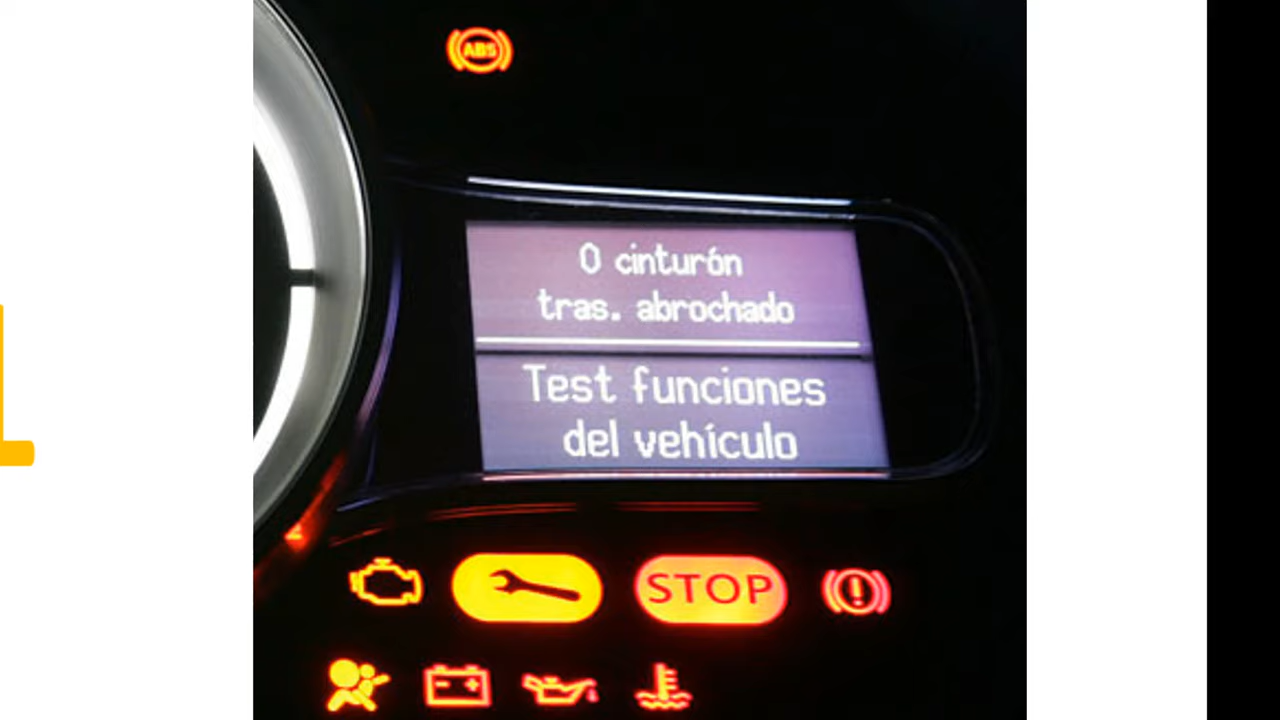 ABS
0 cinturón
tras. abrochado
Test funciones
del vehículo
STOP